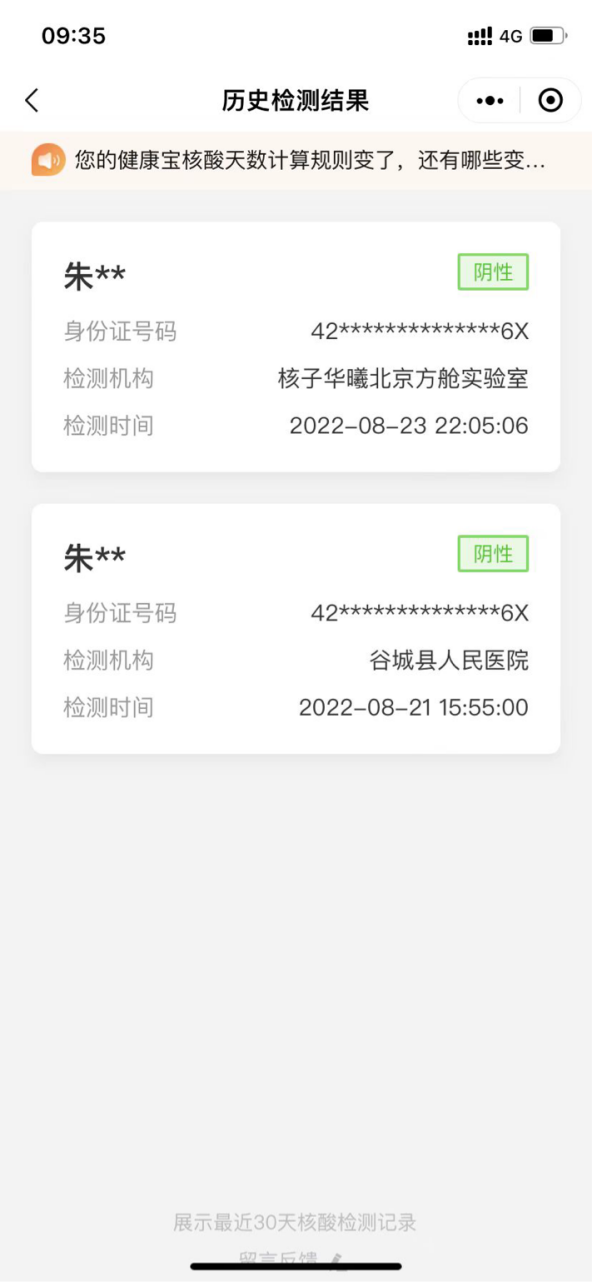 09:35
4G
历史检测结果
您的健康宝核酸天数计算规则变了，还有哪些变...
朱**
阴性
身份证号码 42**************6X
检测机构 核子华曦北京方舱实验室
检测时间 2022-08-23 22:05:06
朱**
阴性
身份证号码 42**************6X
检测机构 谷城县人民医院
检测时间 2022-08-21 15:55:00
展示最近30天核酸检测记录
留言反馈